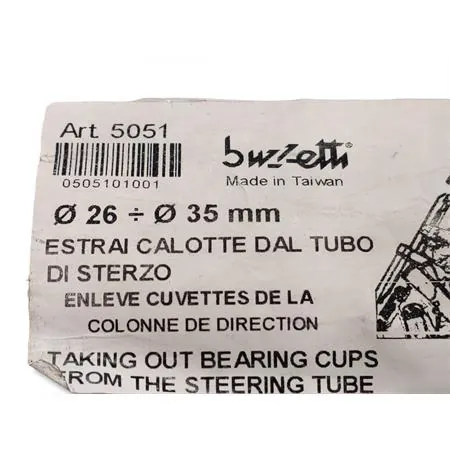 Art. 5051
0505101001
buzzetti
Made in Taiwan
Ø 26 ÷ Ø 35 mm
ESTRAI CALOTTE DAL TUBO
DI STERZO
ENLEVE CUVETTES DE LA
COLONNE DE DIRECTION
TAKING OUT BEARING CUPS
FROM THE STEERING TUBE